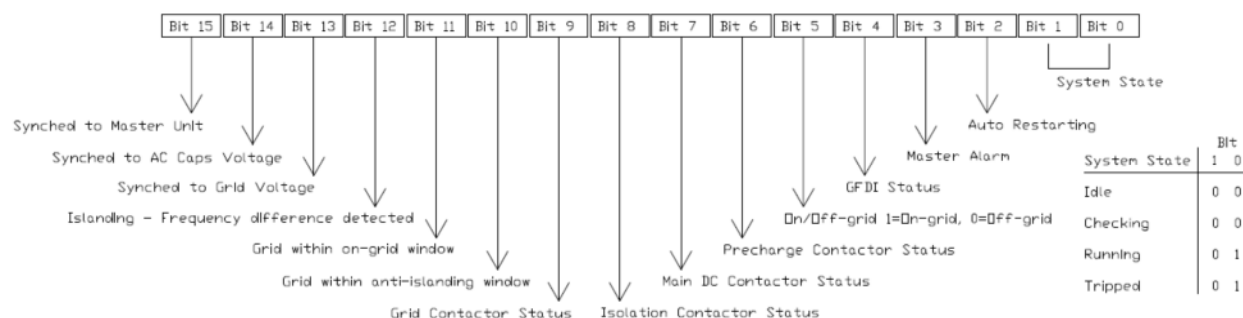 Bit 15 Bit 14 Bit 13 Bit 12 Bit 11 Bit 10 Bit 9 Bit 8 Bit 7 Bit 6 Bit 5 Bit 4 Bit 3 Bit 2 Bit 1 Bit 0
System State
Synched to Master Unit
Auto Restarting
Synched to AC Caps Voltage
Master Alarm
Synched to Grid Voltage
GFDI Status
Islanding - Frequency difference detected
On/Off-grid 1=On-grid, 0=Off-grid
Grid within on-grid window
Precharge Contactor Status
Grid within anti-islanding window
Main DC Contactor Status
Grid Contactor Status
Isolation Contactor Status
Bit
System State 1 0
Idle 0 0
Checking 0 0
Running 0 1
Tripped 0 1